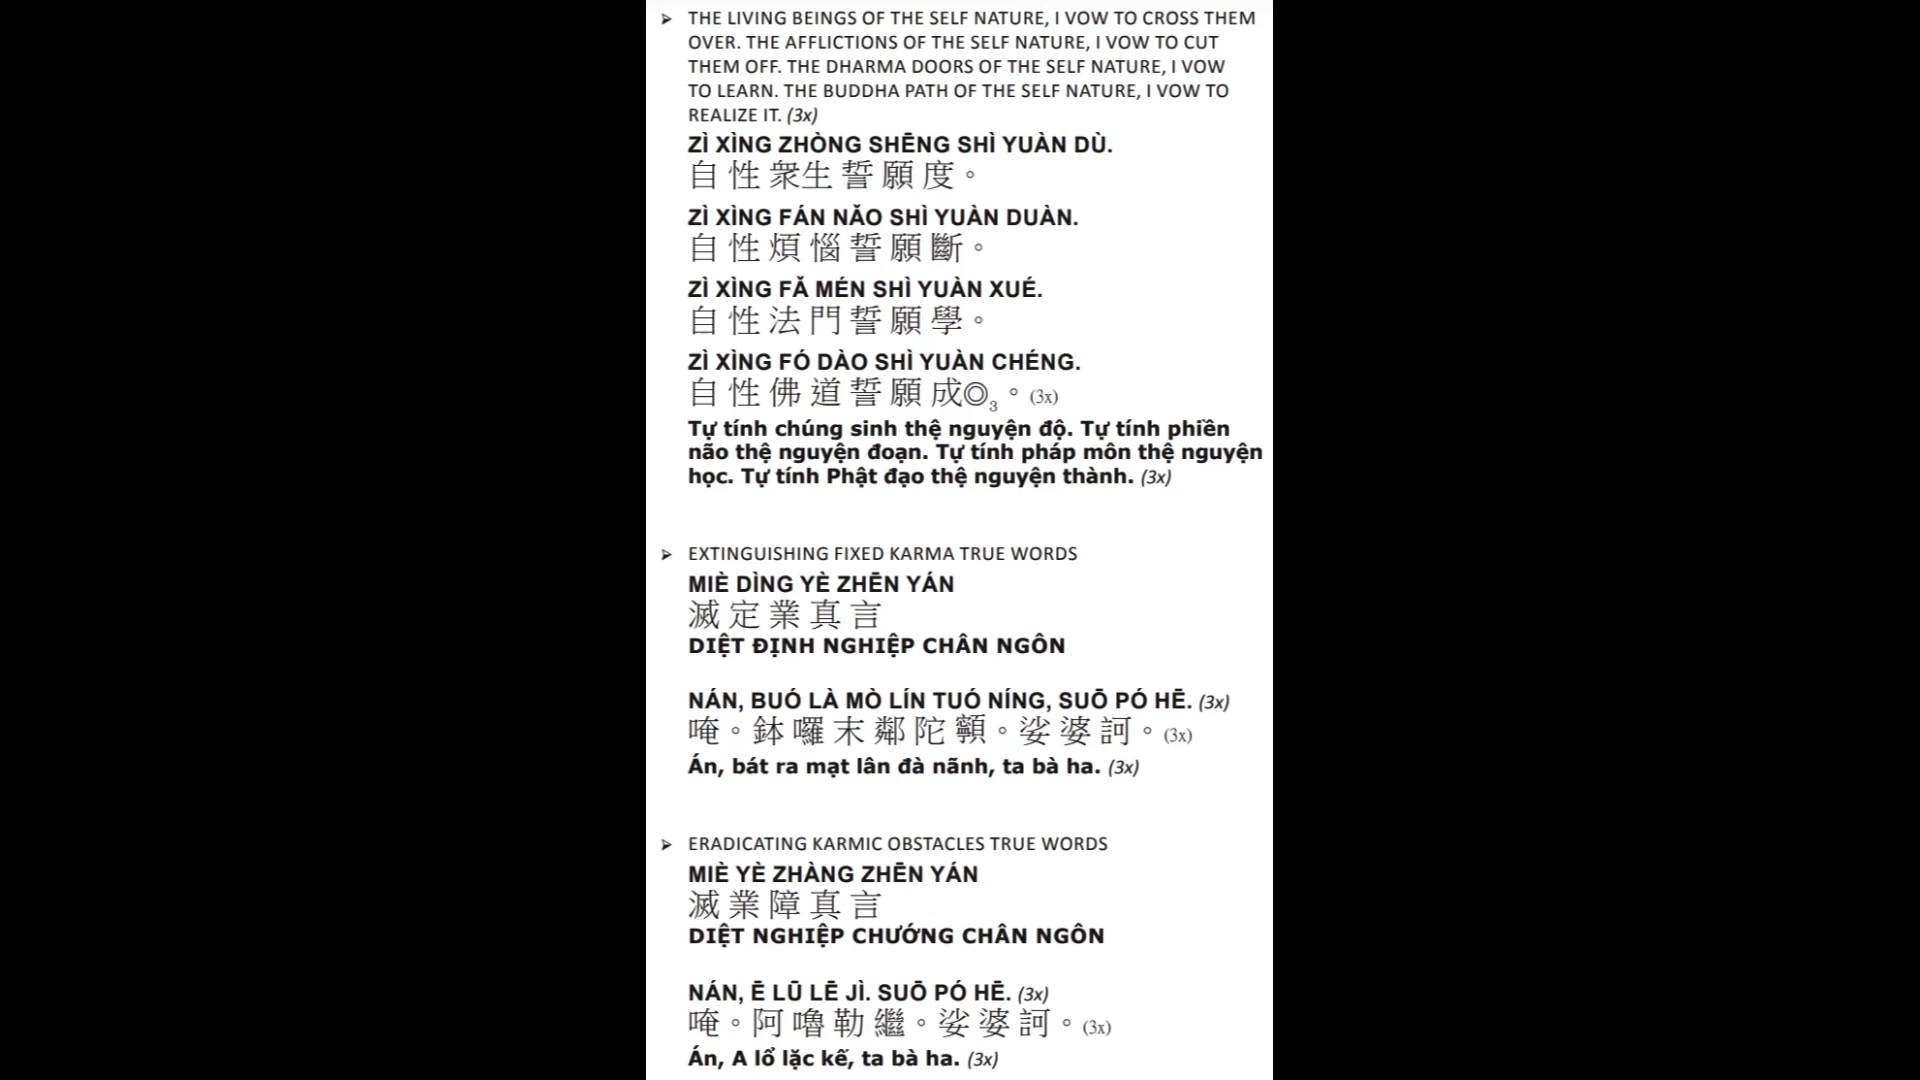 ➢ THE LIVING BEINGS OF THE SELF NATURE, I VOW TO CROSS THEM
OVER. THE AFFLICTIONS OF THE SELF NATURE, I VOW TO CUT
THEM OFF. THE DHARMA DOORS OF THE SELF NATURE, I VOW
TO LEARN. THE BUDDHA PATH OF THE SELF NATURE, I VOW TO
REALIZE IT. (3x)
ZÌ XÌNG ZHÒNG SHĒNG SHÌ YUÀN DÙ.
自性衆生誓願度。
ZÌ XÌNG FÁN NǍO SHÌ YUÀN DUÀN.
自性煩惱誓願斷。
ZÌ XÌNG FǍ MÉN SHÌ YUÀN XUÉ.
自性法門誓願學。
ZÌ XÌNG FÓ DÀO SHÌ YUÀN CHÉNG.
自性佛道誓願成◎3。(3x)
Tự tính chúng sinh thệ nguyện độ. Tự tính phiền
não thệ nguyện đoạn. Tự tính pháp môn thệ nguyện
học. Tự tính Phật đạo thệ nguyện thành. (3x)
➢ EXTINGUISHING FIXED KARMA TRUE WORDS
MIÈ DÌNG YÈ ZHĒN YÁN
滅定業真言
DIỆT ĐỊNH NGHIỆP CHÂN NGÔN
NÁN, BUÓ LÀ MÒ LÍN TUÓ NÍNG, SUŌ PÓ HĒ. (3x)
唵。鉢囉末鄰陀顊。娑婆訶。(3x)
Án, bát ra mạt lân đà nãnh, ta bà ha. (3x)
➢ ERADICATING KARMIC OBSTACLES TRUE WORDS
MIÈ YÈ ZHÀNG ZHĒN YÁN
滅業障真言
DIỆT NGHIỆP CHƯỚNG CHÂN NGÔN
NÁN, Ē LŪ LĒ JÌ. SUŌ PÓ HĒ. (3x)
唵。阿嚕勒繼。娑婆訶。(3x)
Án, A lổ lặc kế, ta bà ha. (3x)